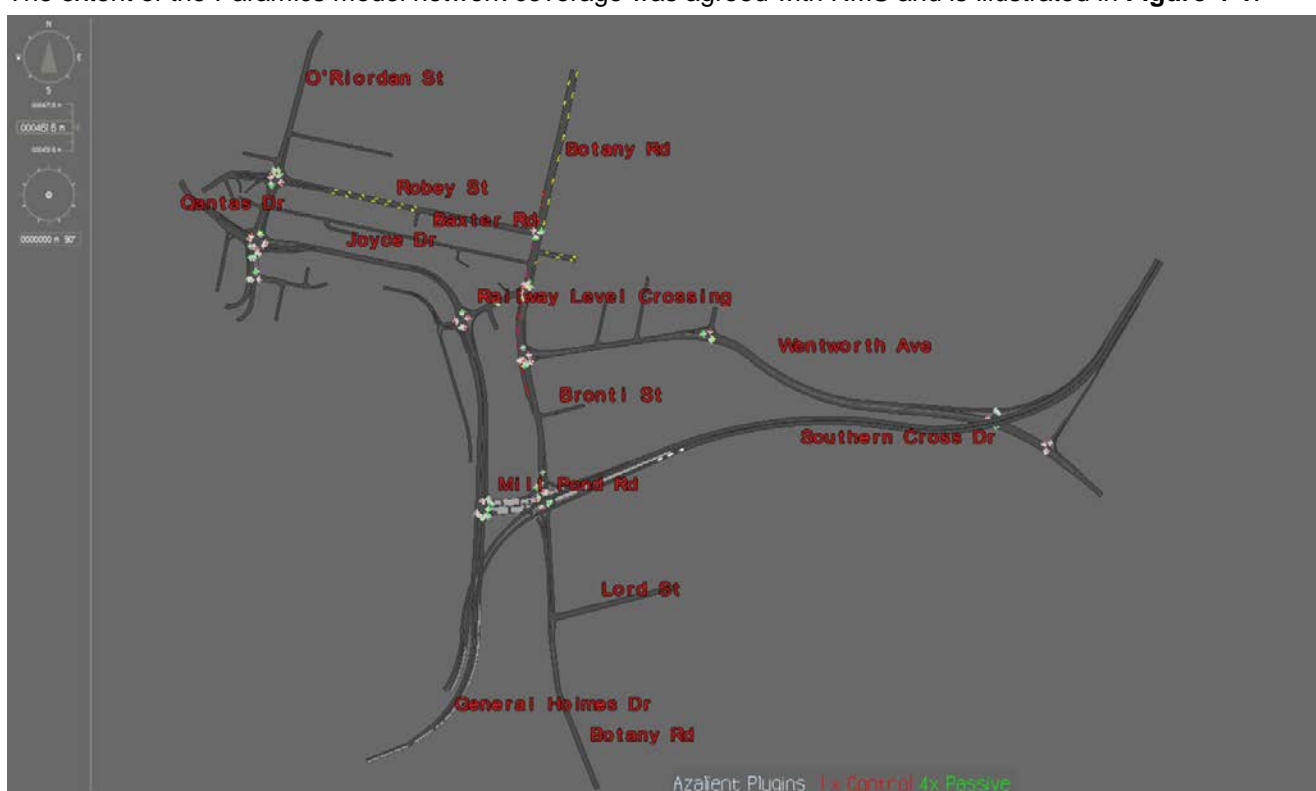 The extent of the Paramics model network coverage was agreed with RMS and is illustrated in Figure 4-1.
N
E
S
O'Riordan St
Botany Rd
Robey St
Qantas Dr
Baxter Rd
Joyce Dr
Railway Level Crossing
Wentworth Ave
Bronti St
Southern Cross Dr
Mill Pond Rd
Lord St
General Holmes Dr
Botany Rd
Azalient Plugins 1x Control 4x Passive